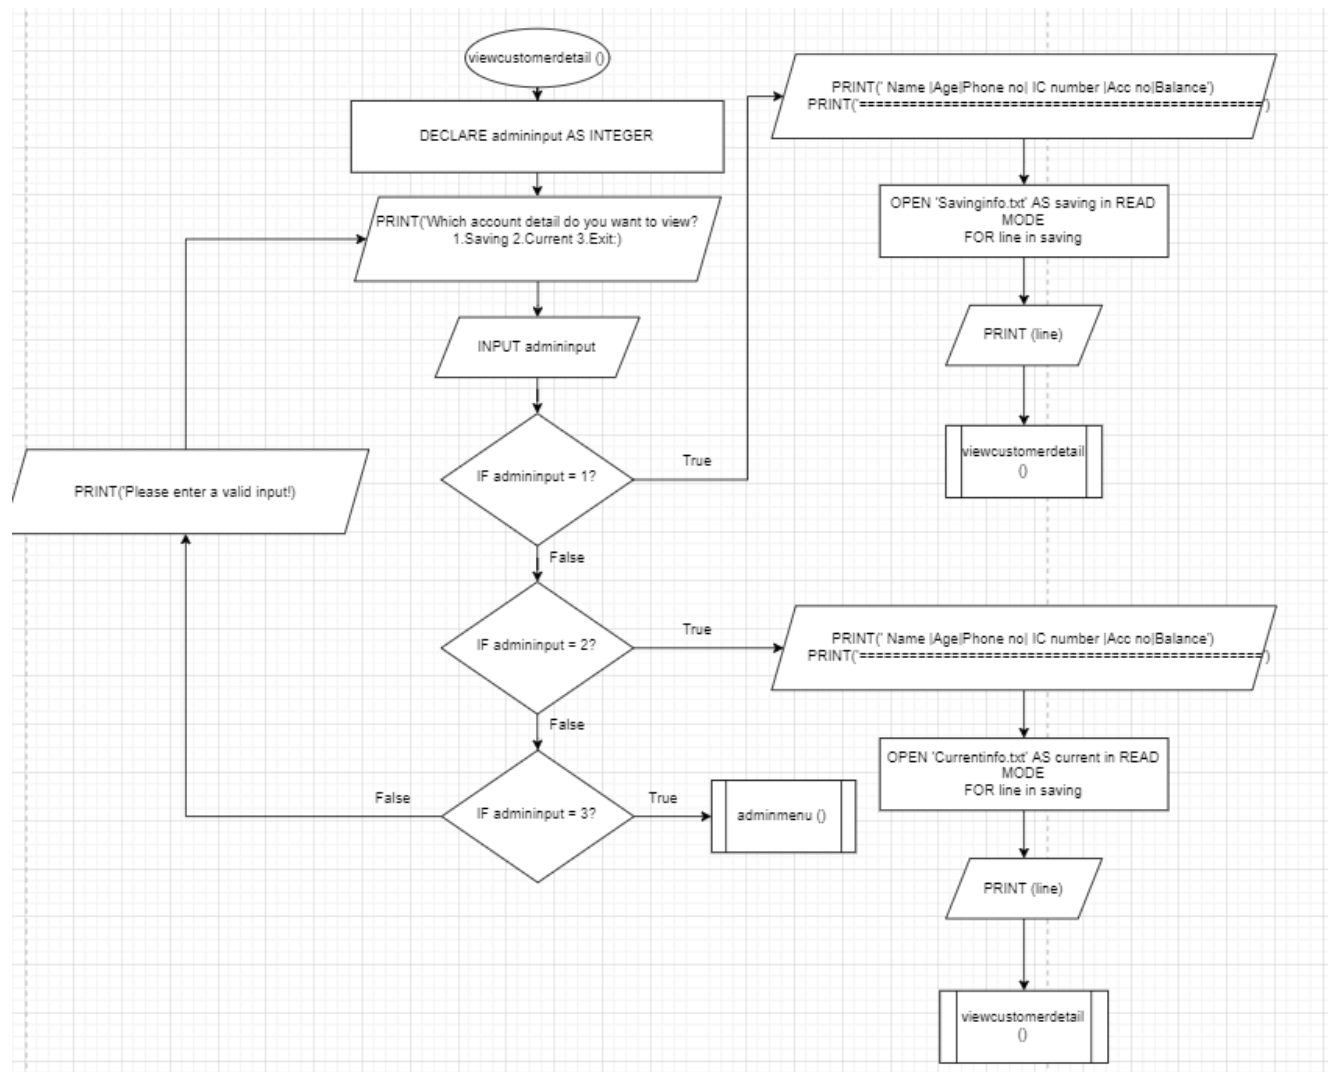 viewcustomerdetail ()
DECLARE admininput AS INTEGER
PRINT('Which account detail do you want to view?
1.Saving 2.Current 3.Exit:)
INPUT admininput
IF admininput = 1?
True
False
PRINT(' Name |Age|Phone no| IC number |Acc no|Balance')
PRINT('================================================')
OPEN 'Savinginfo.txt' AS saving in READ
MODE
FOR line in saving
PRINT (line)
viewcustomerdetail
()
IF admininput = 2?
True
False
PRINT(' Name |Age|Phone no| IC number |Acc no|Balance')
PRINT('================================================')
OPEN 'Currentinfo.txt' AS current in READ
MODE
FOR line in saving
PRINT (line)
viewcustomerdetail
()
IF admininput = 3?
True
adminmenu ()
False
PRINT('Please enter a valid input!)